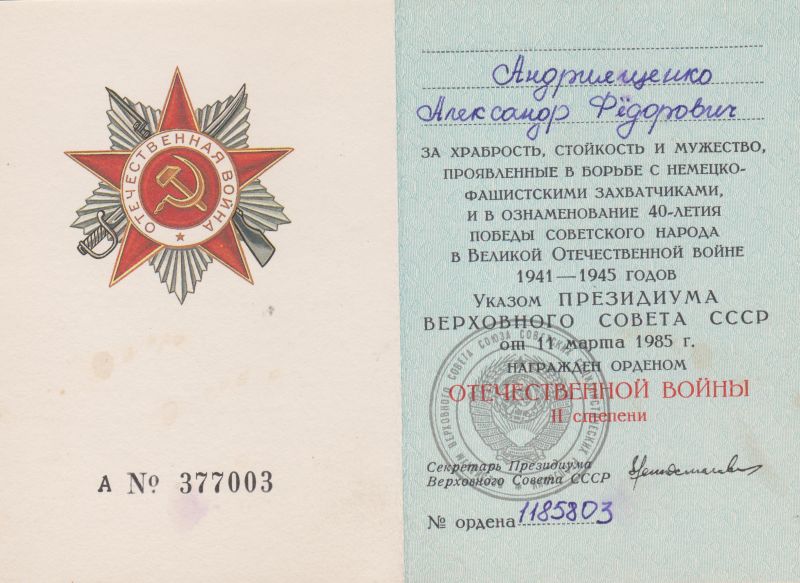 ОТЕЧЕСТВЕННАЯ ВОЙНА
А № 377003
Андриященко
Александр Фёдорович
ЗА ХРАБРОСТЬ, СТОЙКОСТЬ И МУЖЕСТВО,
ПРОЯВЛЕННЫЕ В БОРЬБЕ С НЕМЕЦКО-
ФАШИСТСКИМИ ЗАХВАТЧИКАМИ,
И В ОЗНАМЕНОВАНИЕ 40-ЛЕТИЯ
ПОБЕДЫ СОВЕТСКОГО НАРОДА
В ВЕЛИКОЙ ОТЕЧЕСТВЕННОЙ ВОЙНЕ
1941—1945 ГОДОВ
УКАЗОМ ПРЕЗИДИУМА
ВЕРХОВНОГО СОВЕТА СССР
от 11 марта 1985 г.
НАГРАЖДЕН ОРДЕНОМ
ОТЕЧЕСТВЕННОЙ ВОЙНЫ
II степени
Секретарь Президиума
Верховного Совета СССР
№ ордена 1185803